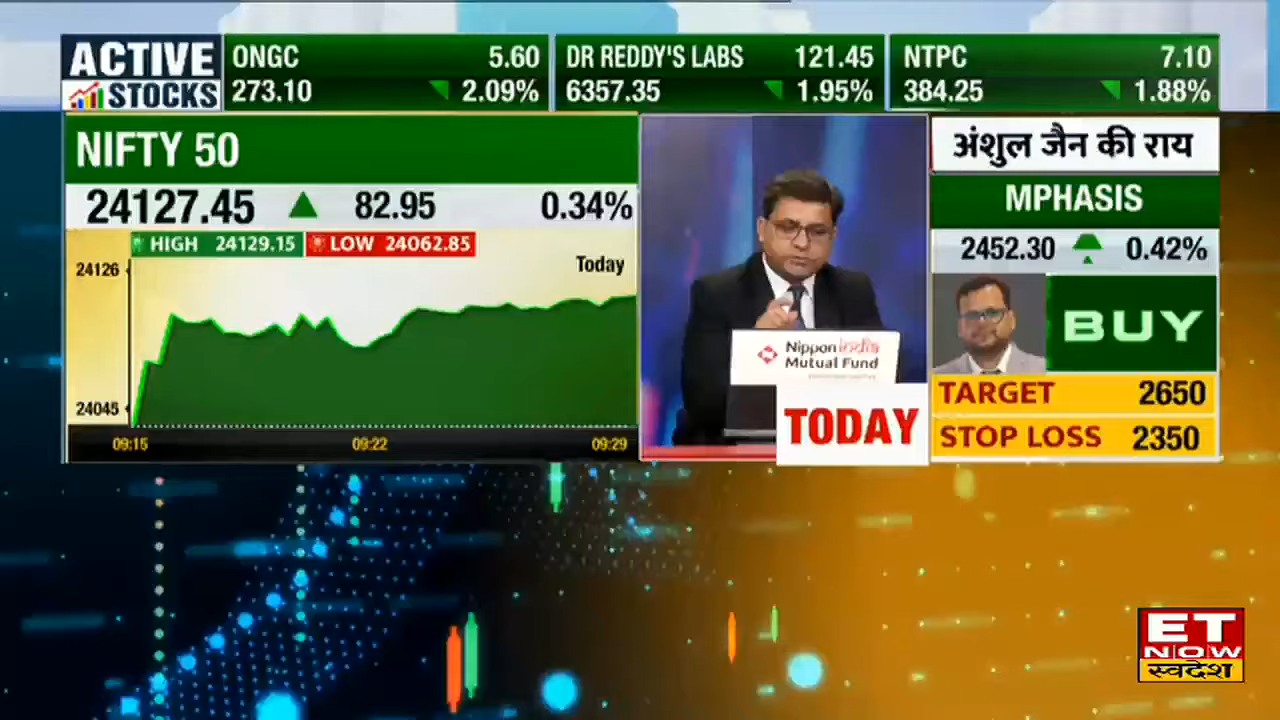 ACTIVE STOCKS
ONGC 5.60
273.10 2.09%
DR REDDY'S LABS 121.45
6357.35 1.95%
NTPC 7.10
384.25 1.88%
NIFTY 50
24127.45 82.95 0.34%
HIGH 24129.15 LOW 24062.85
Today
24126
24045
09:15 09:22 09:29
Nippon india
Mutual Fund
TODAY
अंशुल जैन की राय
MPHASIS
2452.30 0.42%
BUY
TARGET 2650
STOP LOSS 2350
ET
NOW
स्वदेश